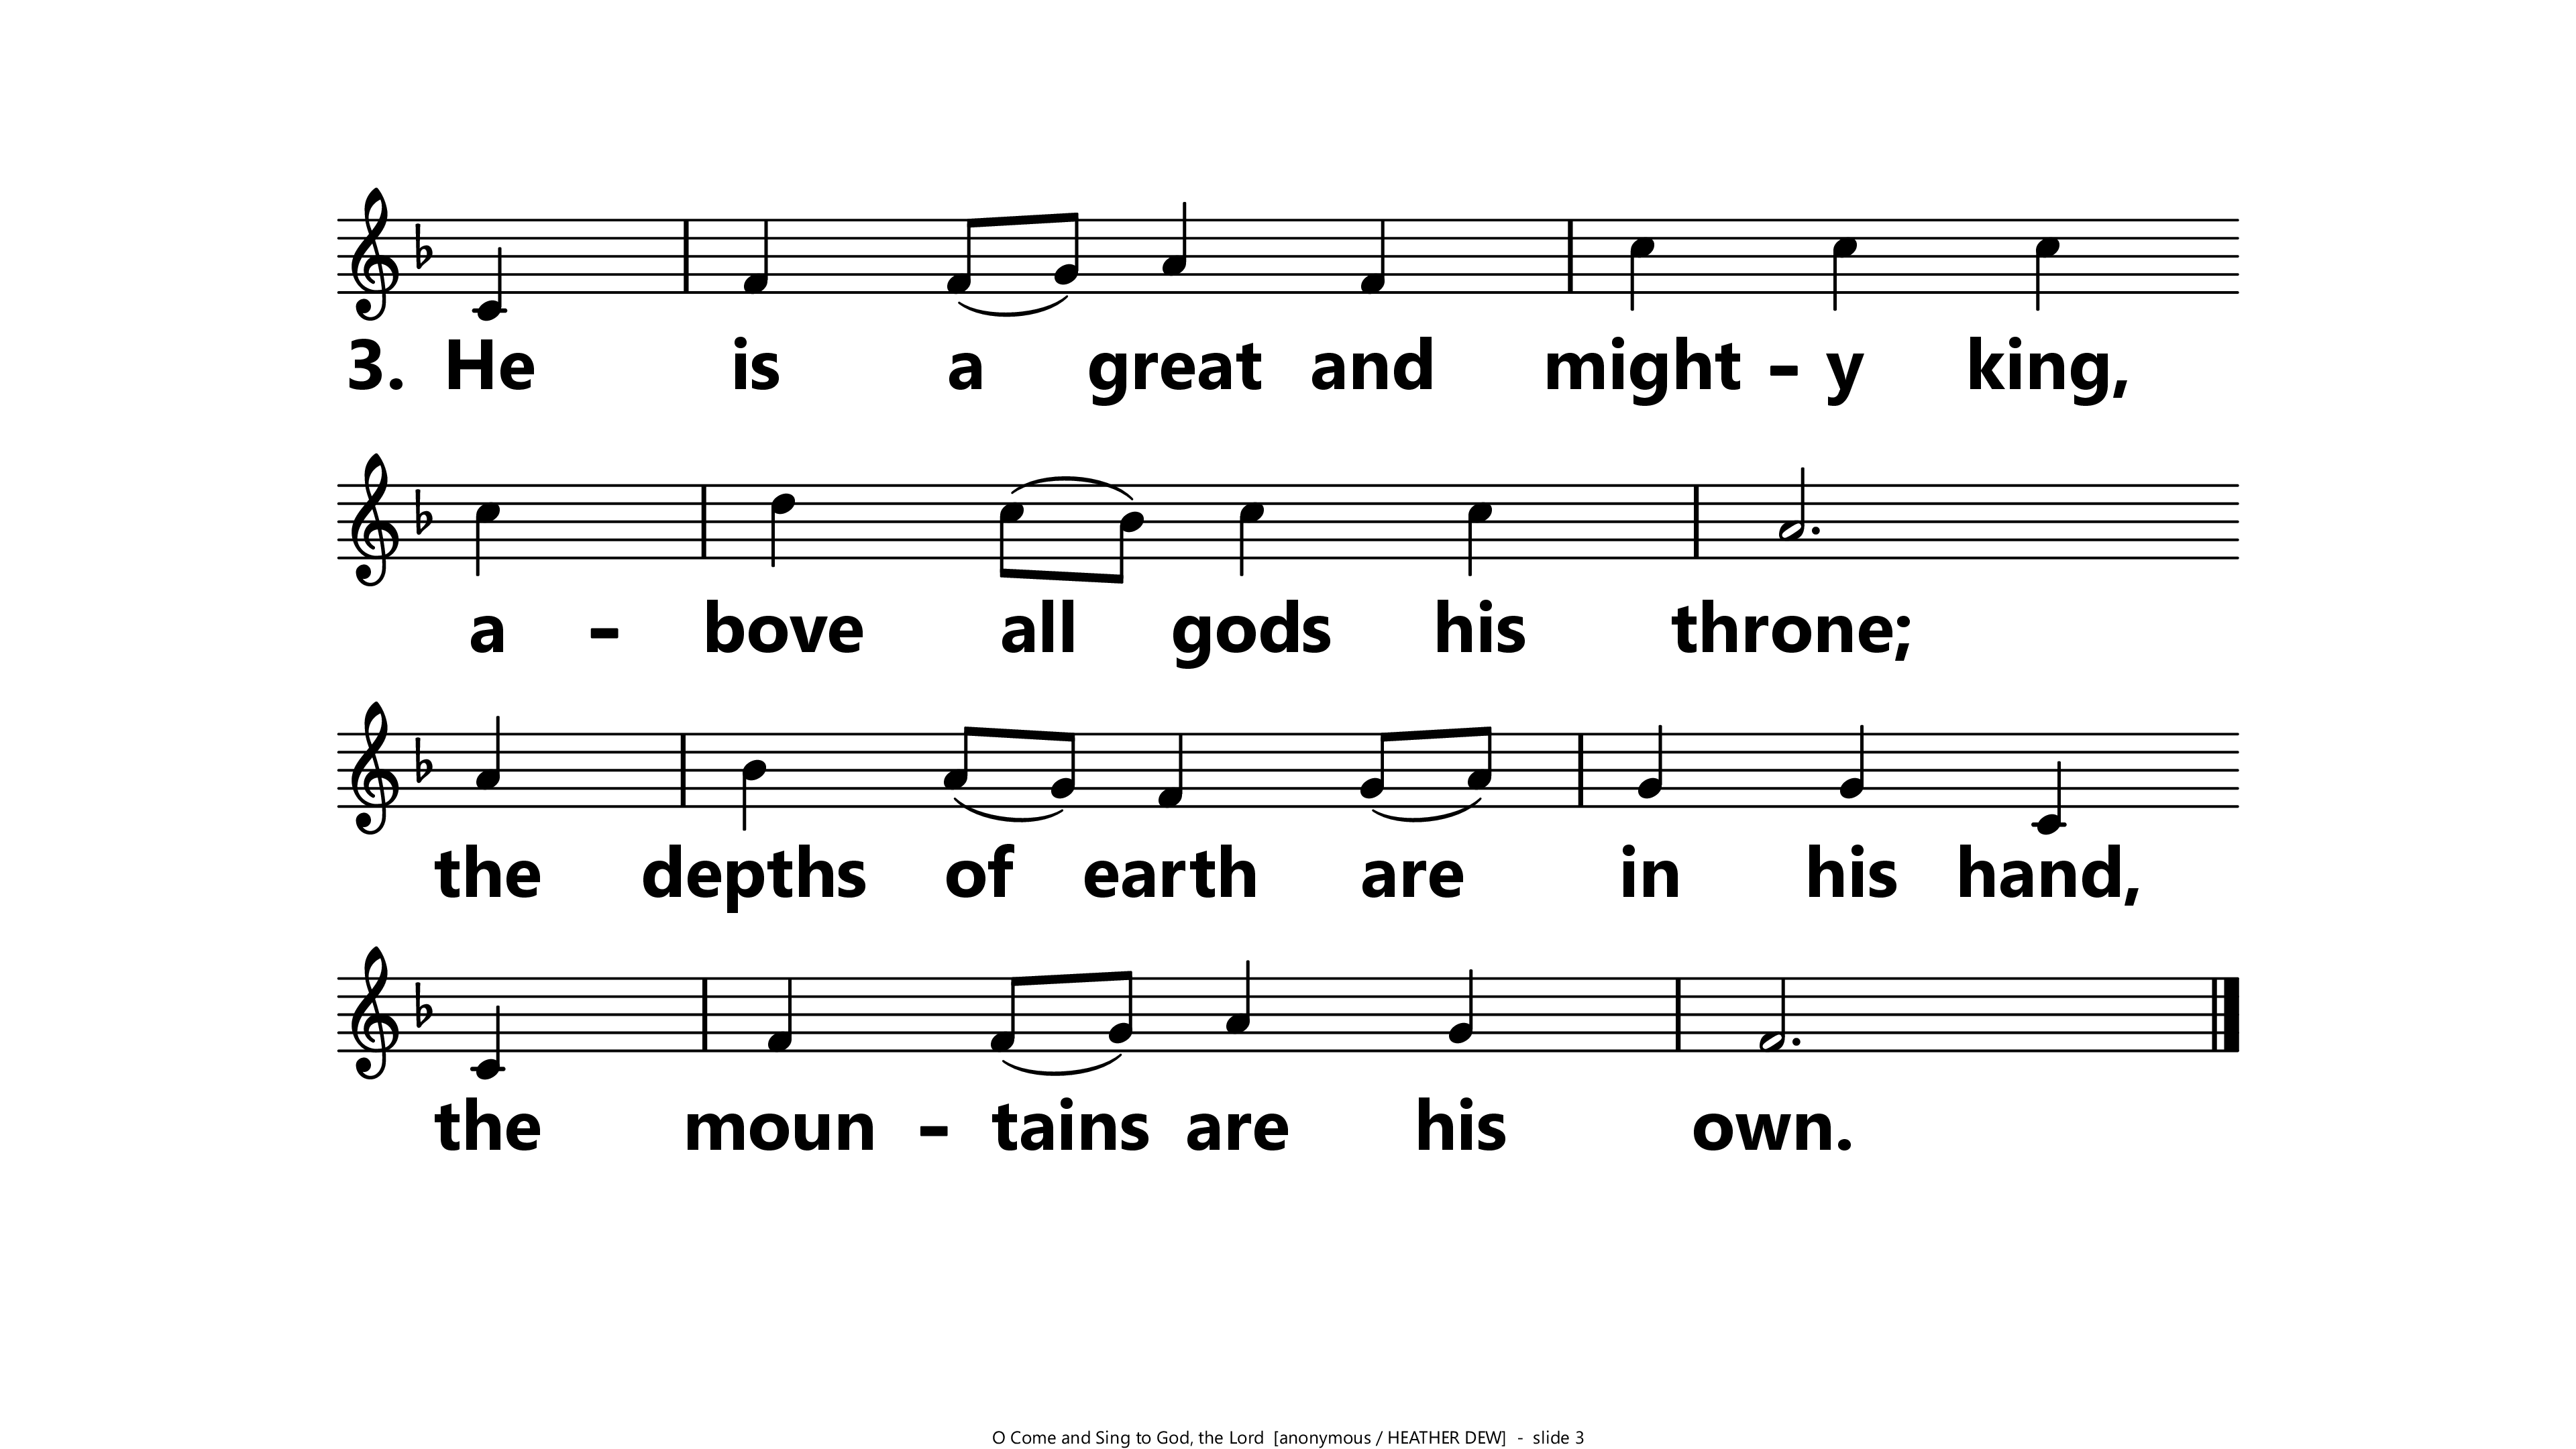 3. He is a great and might - y king,
a - bove all gods his throne;
the depths of earth are in his hand,
the moun - tains are his own.
O Come and Sing to God, the Lord [anonymous / HEATHER DEW] - slide 3